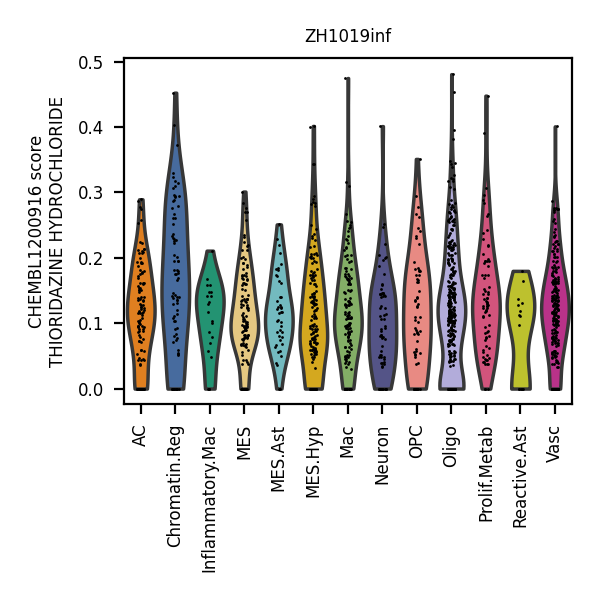 ZH1019inf
CHEMBL1200916 score
THIORIDAZINE HYDROCHLORIDE
0.5
0.4
0.3
0.2
0.1
0.0
AC
Chromatin.Reg
Inflammatory.Mac
MES
MES.Ast
MES.Hyp
Mac
Neuron
OPC
Oligo
Prolif.Metab
Reactive.Ast
Vasc